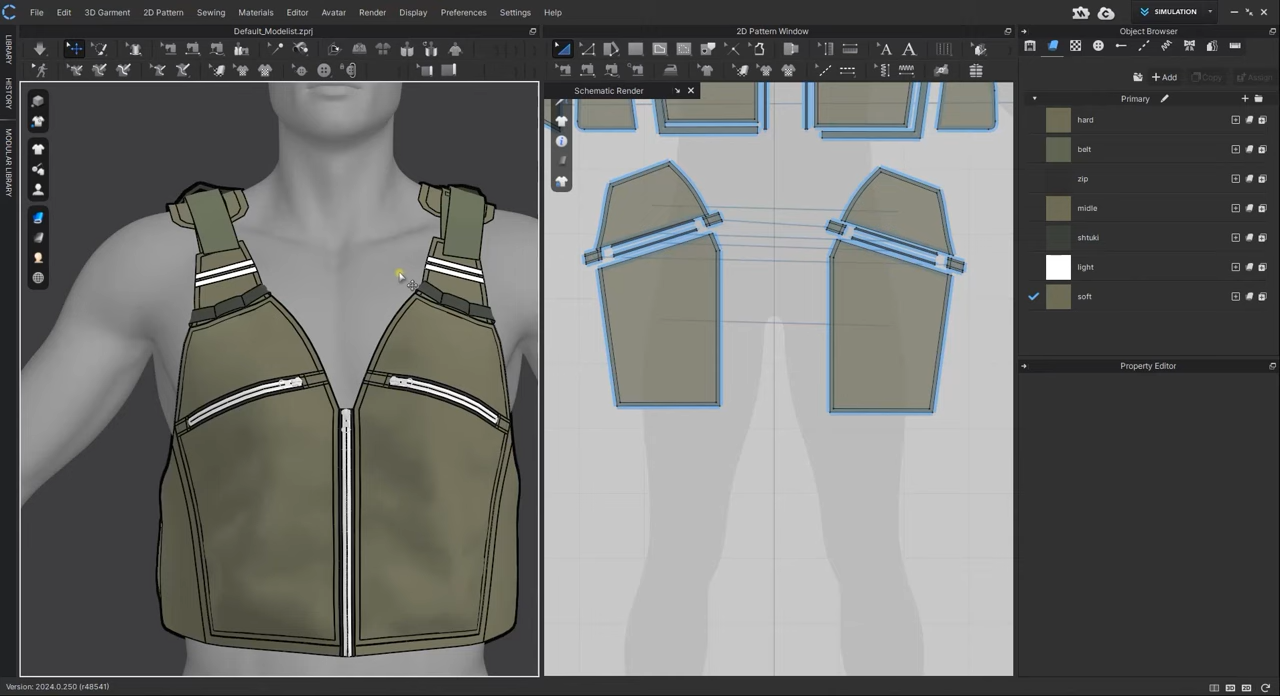 File Edit 3D Garment 2D Pattern Sewing Materials Editor Avatar Render Display Preferences Settings Help
SIMULATION
Default_Modelist.zprj
2D Pattern Window
Object Browser
LIBRARY
HISTORY
MODULAR LIBRARY
Schematic Render
Add
Copy
Assign
Primary
hard
belt
zip
midle
shtuki
light
soft
Property Editor
Version: 2024.0.250 (r48541)
3D
2D